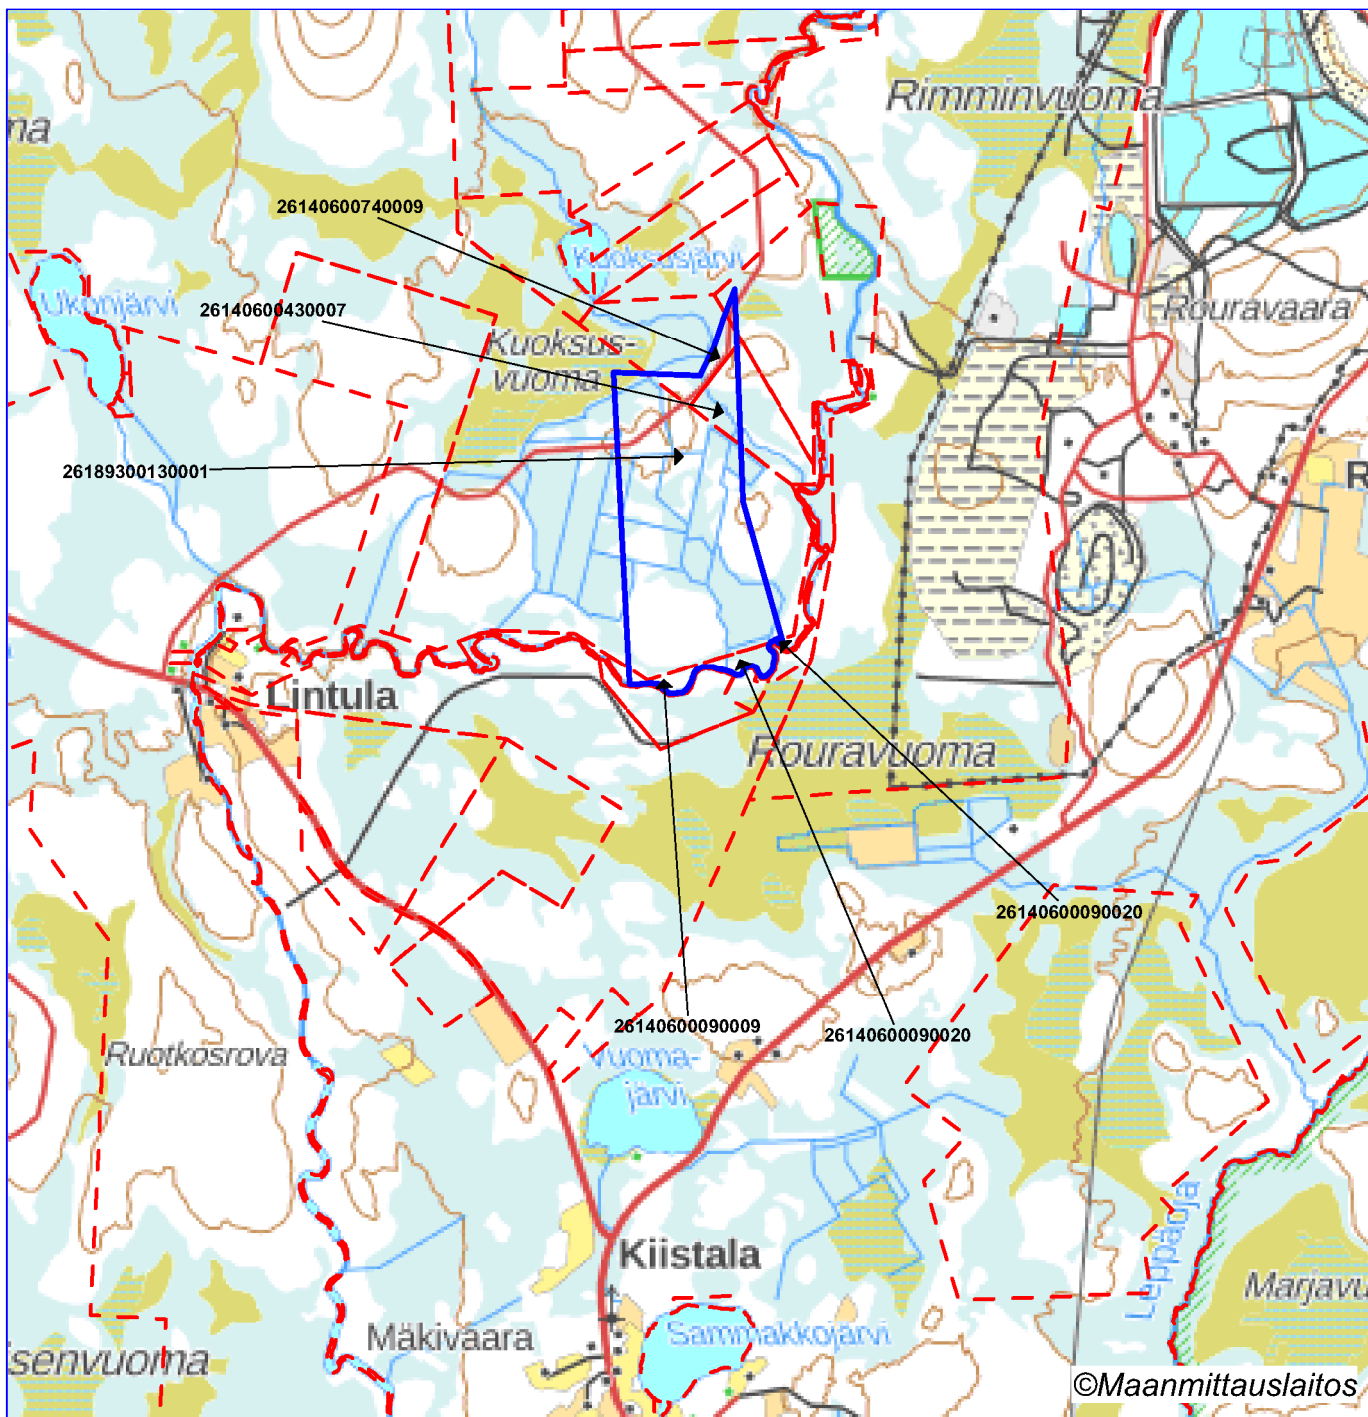 Rimminvuoma
ma
26140600740009
Kuoksusjärvi
Ukonjärvi
26140600430007
Rouravaara
Kuoksus-
vuoma
26189300130001
R
Lintula
Rouravuoma
26140600090020
26140600090009
26140600090020
Ruotkosrova
Vuoma-
järvi
Leppäoja
Kiistala
Marjavu
Mäkivaara
Sammakkojärvi
senvuoma
©Maanmittauslaitos